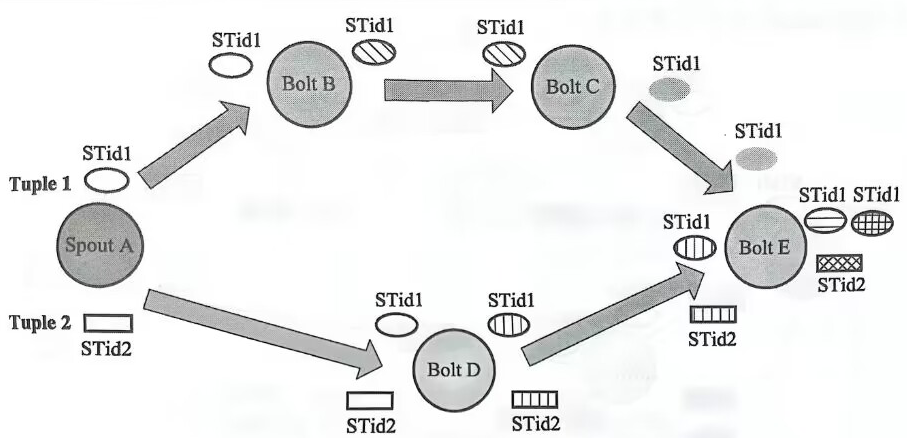 STid1
STid1
STid1
Bolt B
Bolt C
STid1
STid1
STid1
Tuple 1
Spout A
STid1
STid1
STid1
Bolt E
STid2
Tuple 2
STid2
STid1
STid1
STid2
Bolt D
STid2
STid2